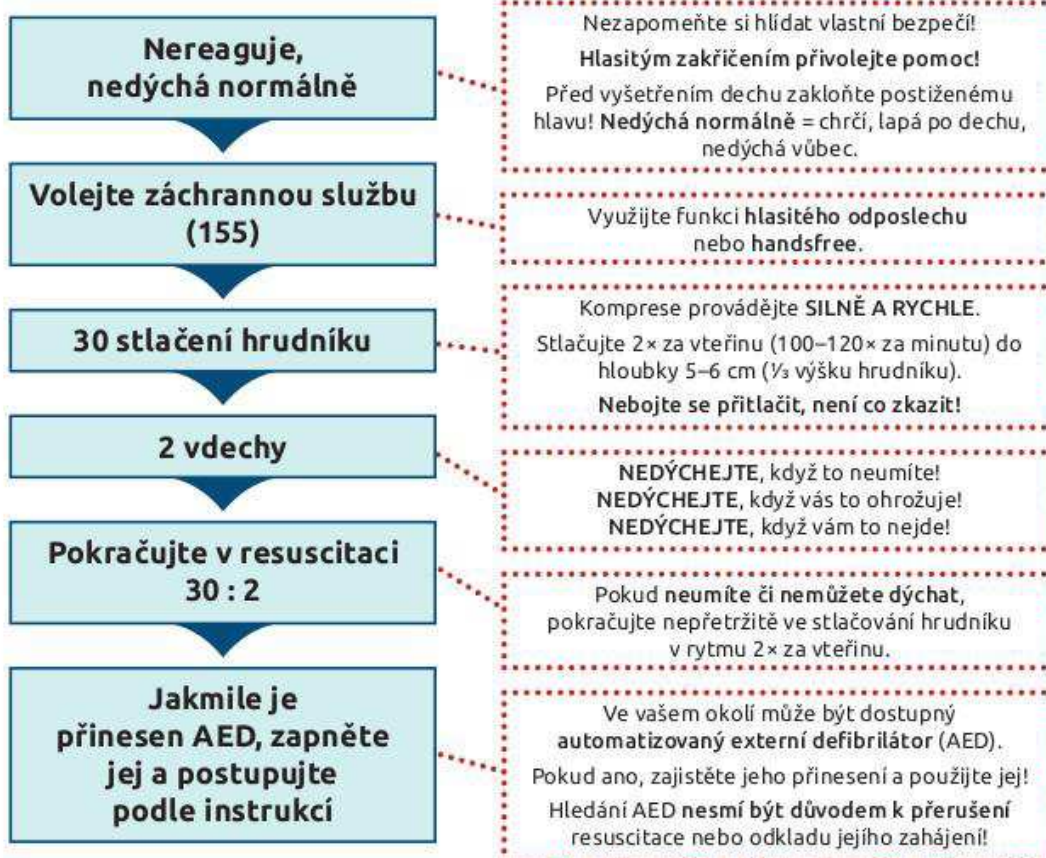 Nereaguje,
nedýchá normálně
Nezapomeňte si hlídat vlastní bezpečí!
Hlasitým zakřičením přivolejte pomoc!
Před vyšetřením dechu zakloňte postiženému
hlavu! Nedýchá normálně = chrčí, lapá po dechu,
nedýchá vůbec.
Volejte záchrannou službu
(155)
Využijte funkci hlasitého odposlechu
nebo handsfree.
30 stlačení hrudníku
Komprese provádějte SILNĚ A RYCHLE.
Stlačujte 2× za vteřinu (100–120× za minutu) do
hloubky 5–6 cm (⅓ výšku hrudníku).
Nebojte se přitlačit, není co zkazit!
2 vdechy
NEDÝCHEJTE, když to neumíte!
NEDÝCHEJTE, když vás to ohrožuje!
NEDÝCHEJTE, když vám to nejde!
Pokračujte v resuscitaci
30 : 2
Pokud neumíte či nemůžete dýchat,
pokračujte nepřetržitě ve stlačování hrudníku
v rytmu 2× za vteřinu.
Jakmile je
přinesen AED, zapněte
jej a postupujte
podle instrukcí
Ve vašem okolí může být dostupný
automatizovaný externí defibrilátor (AED).
Pokud ano, zajistěte jeho přinesení a použijte jej!
Hledání AED nesmí být důvodem k přerušení
resuscitace nebo odkladu jejího zahájení!